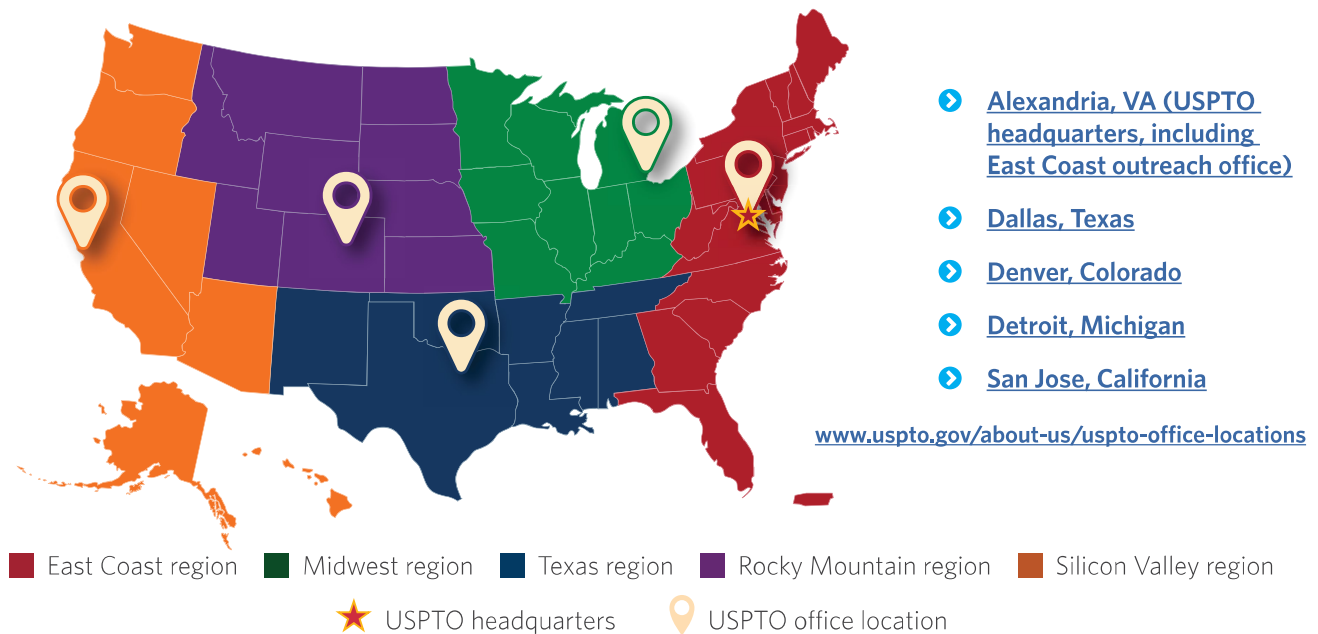 Alexandria, VA (USPTO
headquarters, including
East Coast outreach office)
Dallas, Texas
Denver, Colorado
Detroit, Michigan
San Jose, California
www.uspto.gov/about-us/uspto-office-locations
East Coast region
Midwest region
Texas region
Rocky Mountain region
Silicon Valley region
USPTO headquarters
USPTO office location